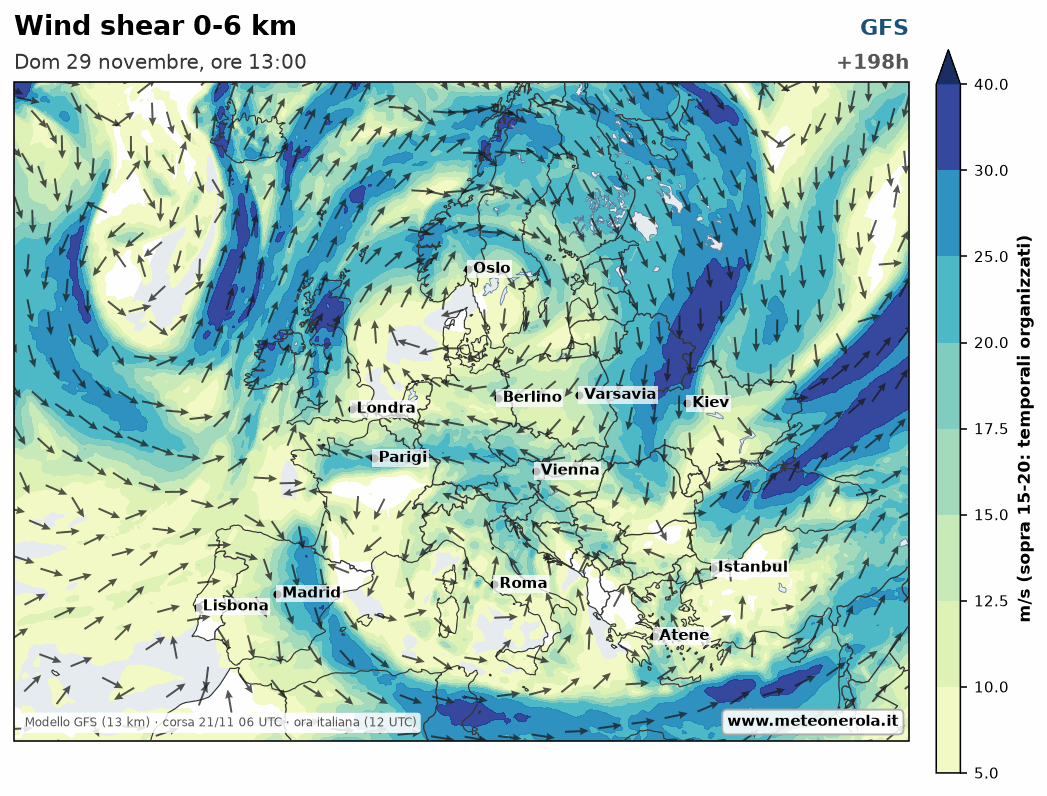 Wind shear 0-6 km
GFS
Dom 29 novembre, ore 13:00
+198h
40.0
30.0
25.0
20.0
17.5
15.0
12.5
10.0
5.0
m/s (sopra 15-20: temporali organizzati)
Oslo
Berlino
Varsavia
Kiev
Londra
Parigi
Vienna
Istanbul
Roma
Madrid
Lisbona
Atene
Modello GFS (13 km) · corsa 21/11 06 UTC · ora italiana (12 UTC)
www.meteonerola.it